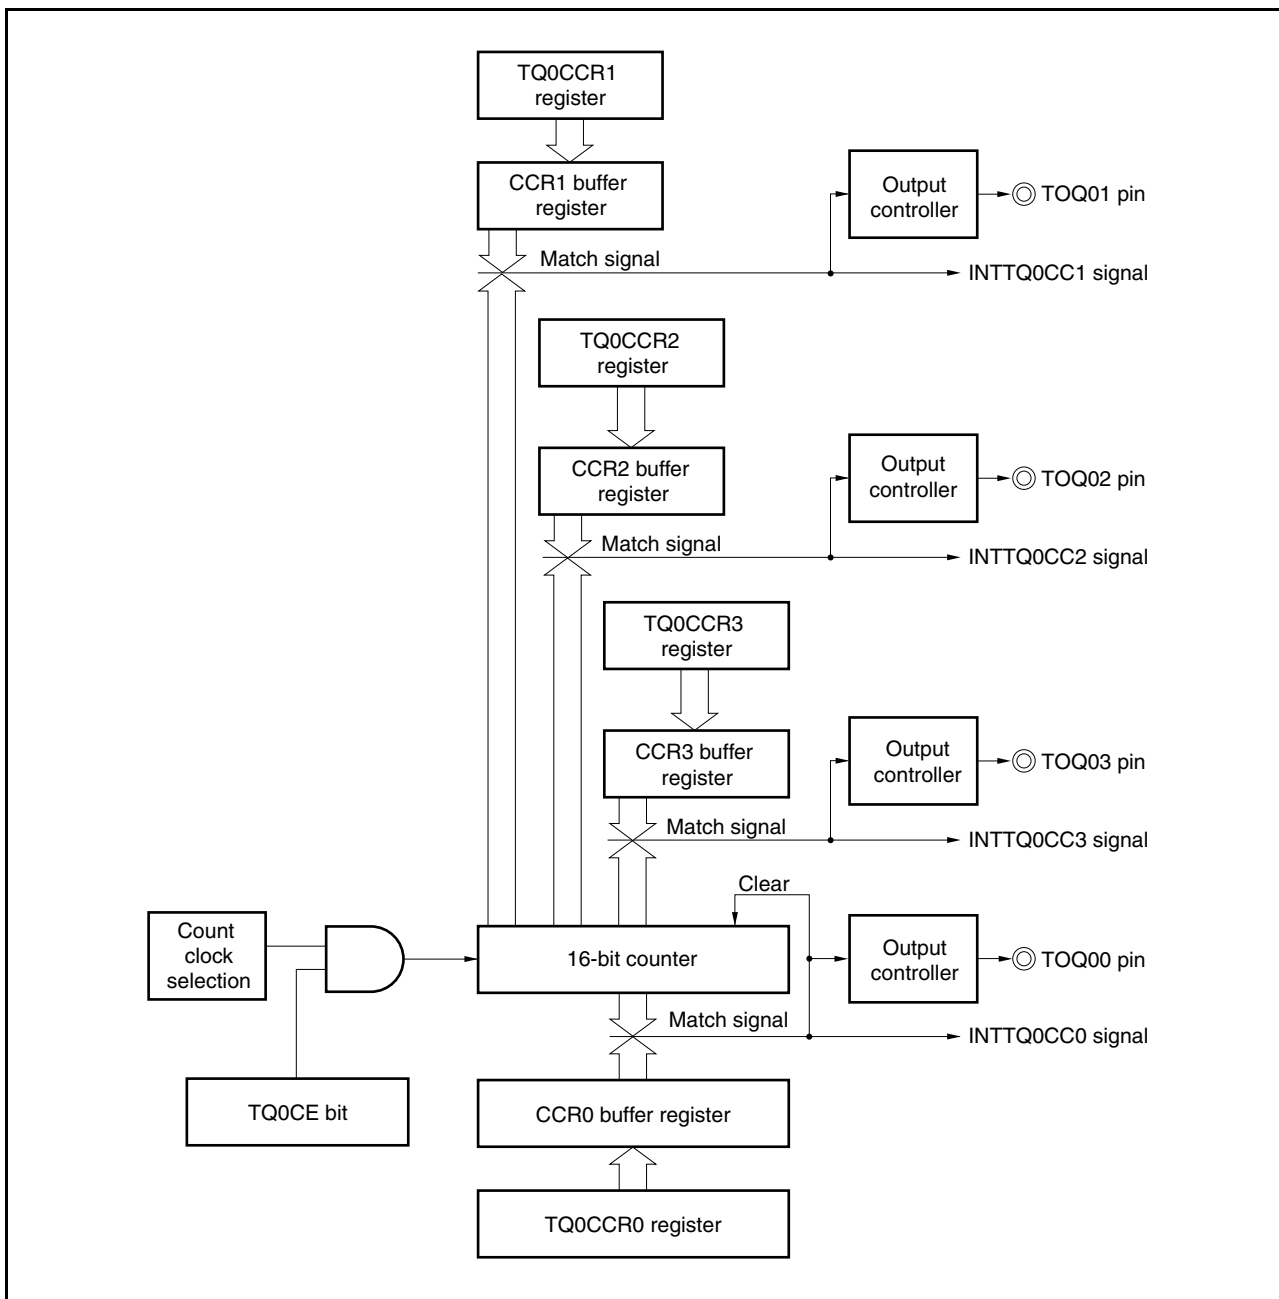 TQ0CCR1
register
CCR1 buffer
register
Output
controller
TOQ01 pin
Match signal
INTTQ0CC1 signal
TQ0CCR2
register
CCR2 buffer
register
Output
controller
TOQ02 pin
Match signal
INTTQ0CC2 signal
TQ0CCR3
register
CCR3 buffer
register
Output
controller
TOQ03 pin
Match signal
INTTQ0CC3 signal
Clear
Count
clock
selection
16-bit counter
Output
controller
TOQ00 pin
Match signal
INTTQ0CC0 signal
TQ0CE bit
CCR0 buffer register
TQ0CCR0 register